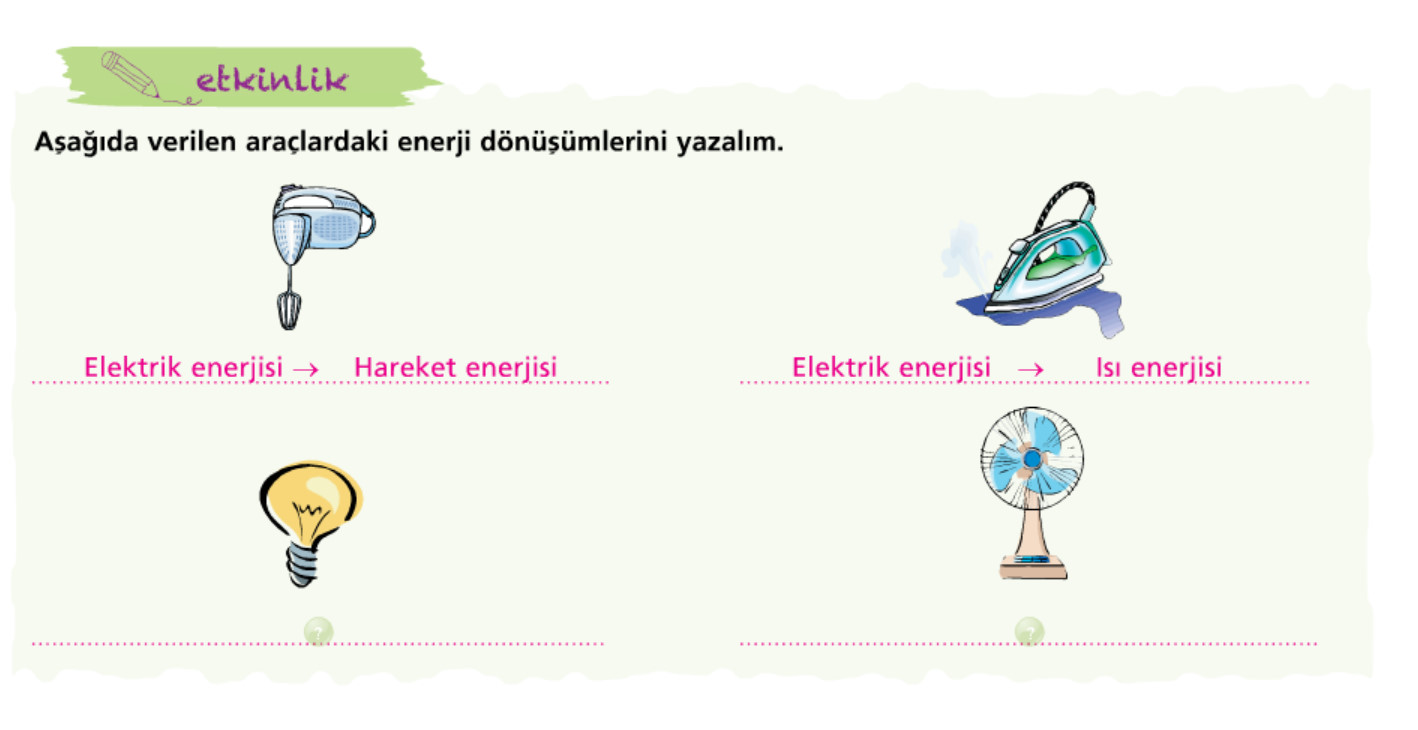 etkinlik
Aşağıda verilen araçlardaki enerji dönüşümlerini yazalım.
Elektrik enerjisi → Hareket enerjisi
Elektrik enerjisi → Isı enerjisi
?
?